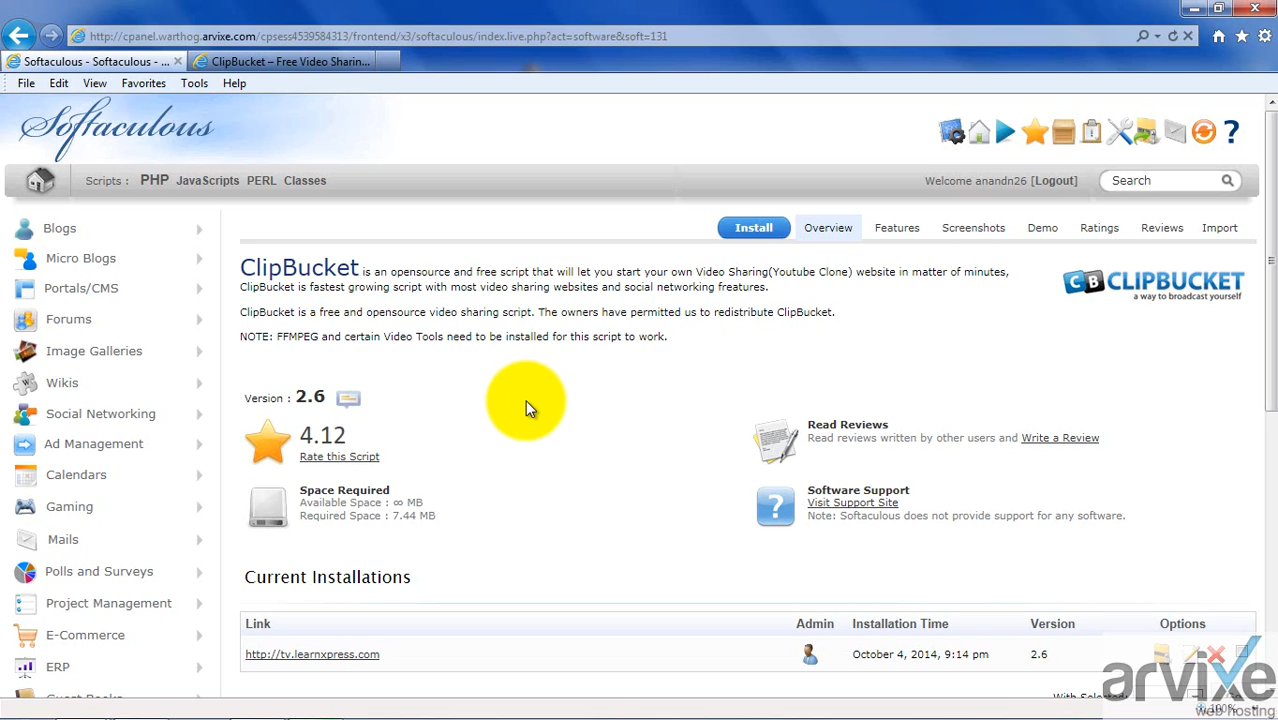 http://cpanel.warthog.arvixe.com/cpsess4539584313/frontend/x3/softaculous/index.live.php?act=software&soft=131
Softaculous - Softaculous - ...
ClipBucket – Free Video Sharin...
File Edit View Favorites Tools Help
Softaculous
Scripts : PHP JavaScripts PERL Classes
Welcome anandn26 [Logout]
Search
Blogs
Micro Blogs
Portals/CMS
Forums
Image Galleries
Wikis
Social Networking
Ad Management
Calendars
Gaming
Mails
Polls and Surveys
Project Management
E-Commerce
ERP
Guest Books
Install Overview Features Screenshots Demo Ratings Reviews Import
ClipBucket is an opensource and free script that will let you start your own Video Sharing(Youtube Clone) website in matter of minutes,
ClipBucket is fastest growing script with most video sharing websites and social networking features.
CB CLIPBUCKET
a way to broadcast yourself
ClipBucket is a free and opensource video sharing script. The owners have permitted us to redistribute ClipBucket.
NOTE: FFMPEG and certain Video Tools need to be installed for this script to work.
Version : 2.6
4.12
Rate this Script
Read Reviews
Read reviews written by other users and Write a Review
Space Required
Available Space : ∞ MB
Required Space : 7.44 MB
Software Support
Visit Support Site
Note: Softaculous does not provide support for any software.
Current Installations
Link Admin Installation Time Version Options
http://tv.learnxpress.com October 4, 2014, 9:14 pm 2.6
With Selected:
arvixe
web hosting
100%